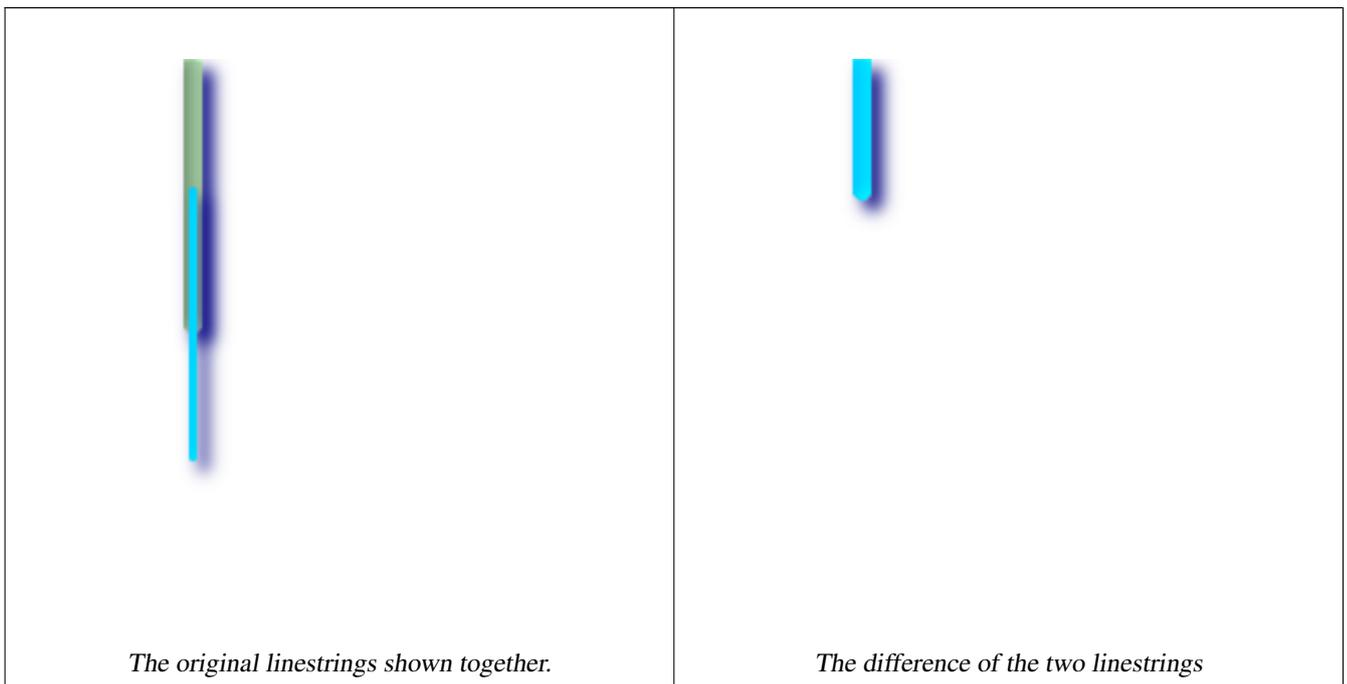 The original linestrings shown together.
The difference of the two linestrings